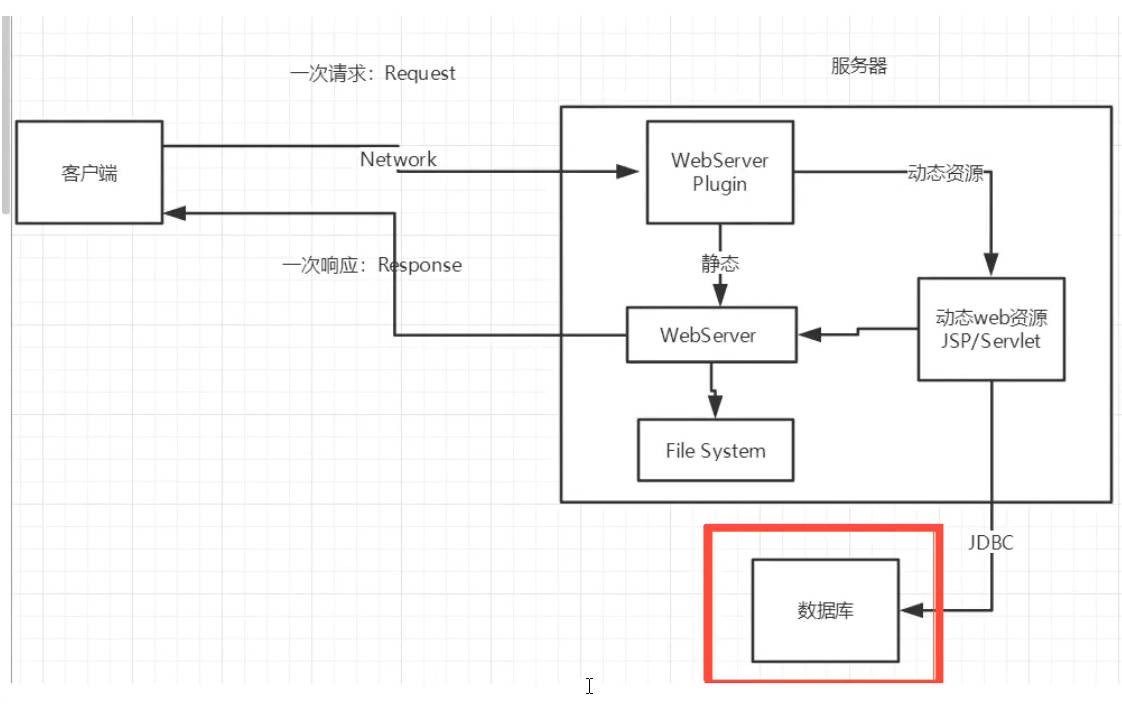 一次请求：Request
服务器
客户端
Network
WebServer
Plugin
动态资源
一次响应：Response
静态
WebServer
动态web资源
JSP/Servlet
File System
JDBC
数据库